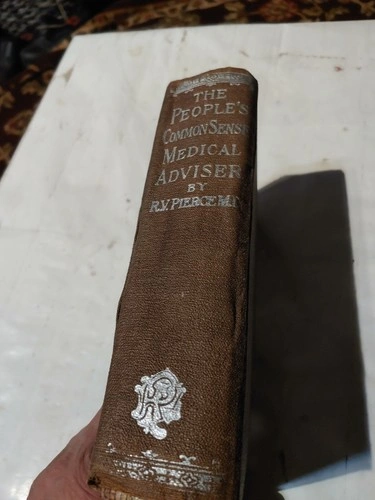 THE
PEOPLE'S
COMMON SENSE
MEDICAL
ADVISER
BY
R.V. PIERCE M.D.